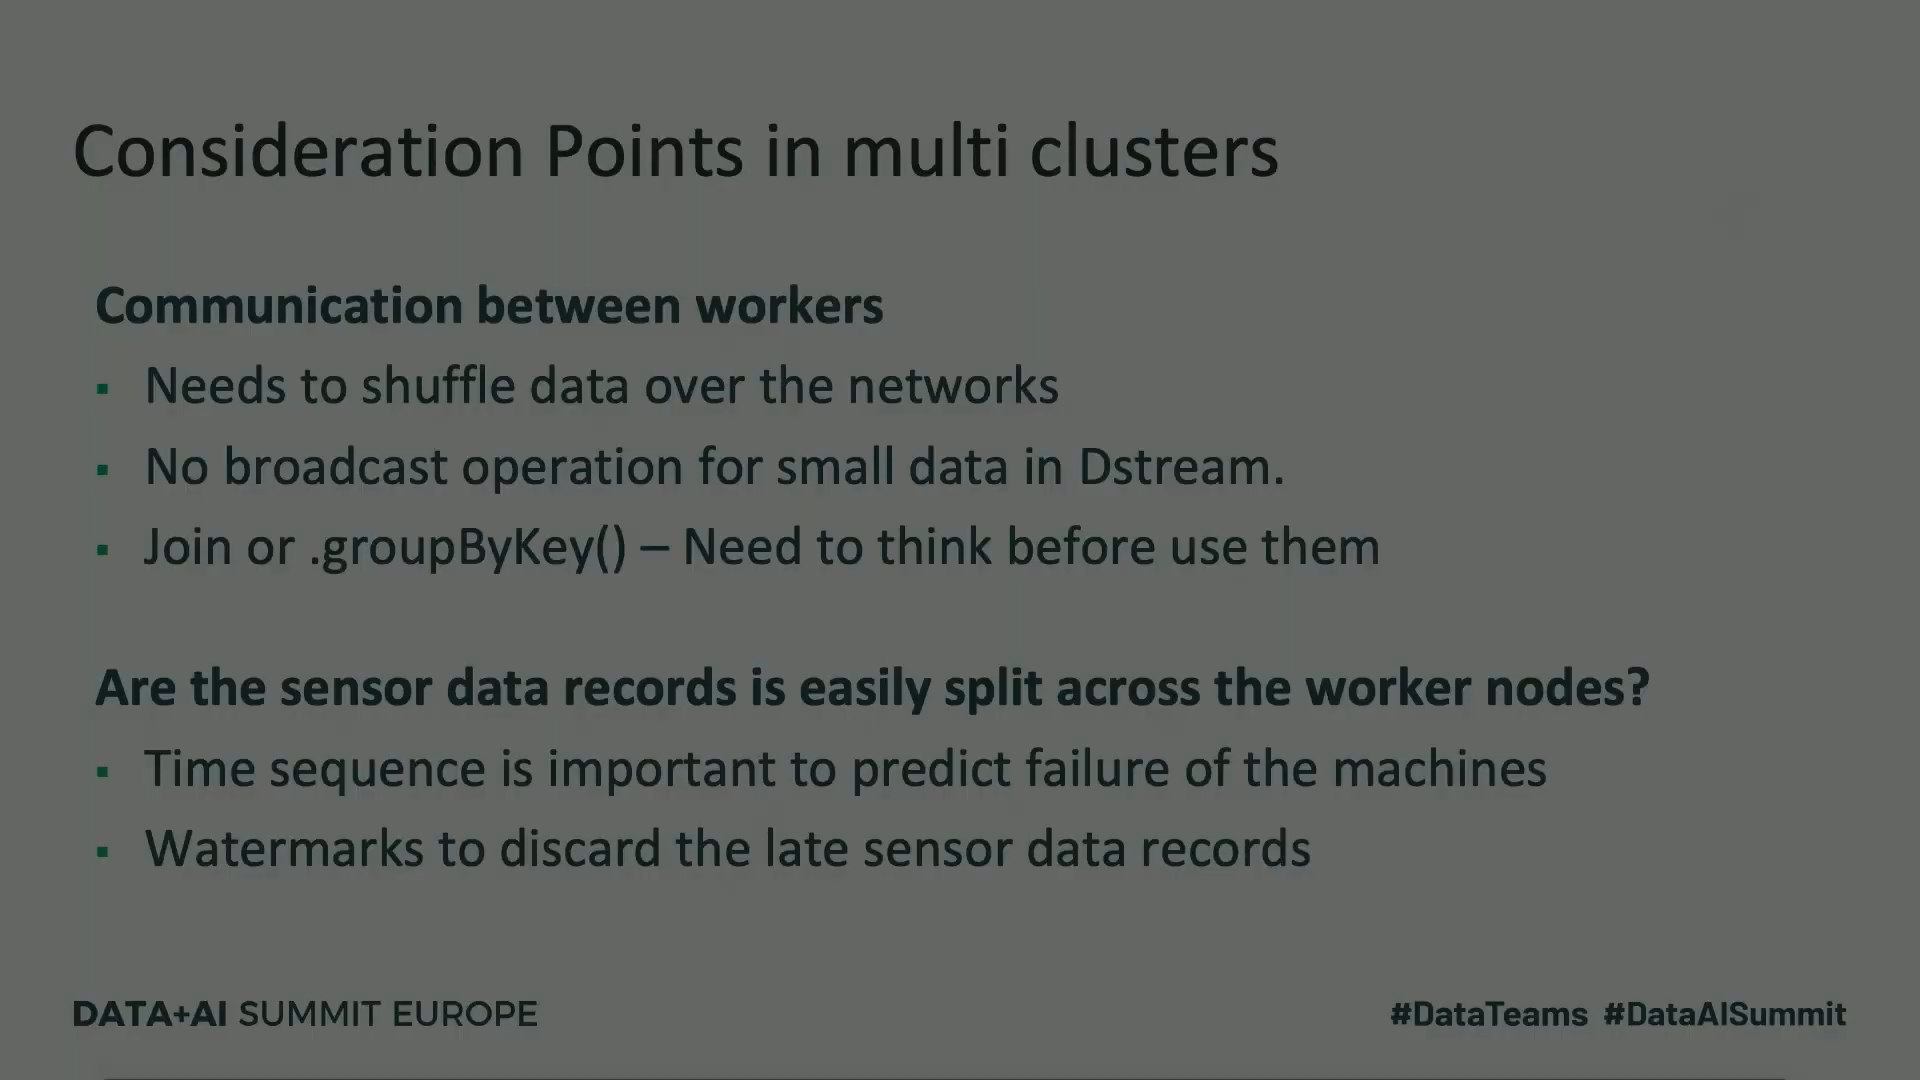 Consideration Points in multi clusters
Communication between workers
▪ Needs to shuffle data over the networks
▪ No broadcast operation for small data in Dstream.
▪ Join or .groupByKey() – Need to think before use them
Are the sensor data records is easily split across the worker nodes?
▪ Time sequence is important to predict failure of the machines
▪ Watermarks to discard the late sensor data records
DATA+AI SUMMIT EUROPE
#DataTeams #DataAISummit